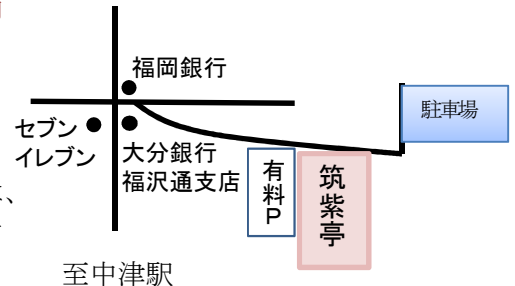 福岡銀行
駐車場
セブン
イレブン
大分銀行
福沢通支店
有料P
筑紫亭
至中津駅